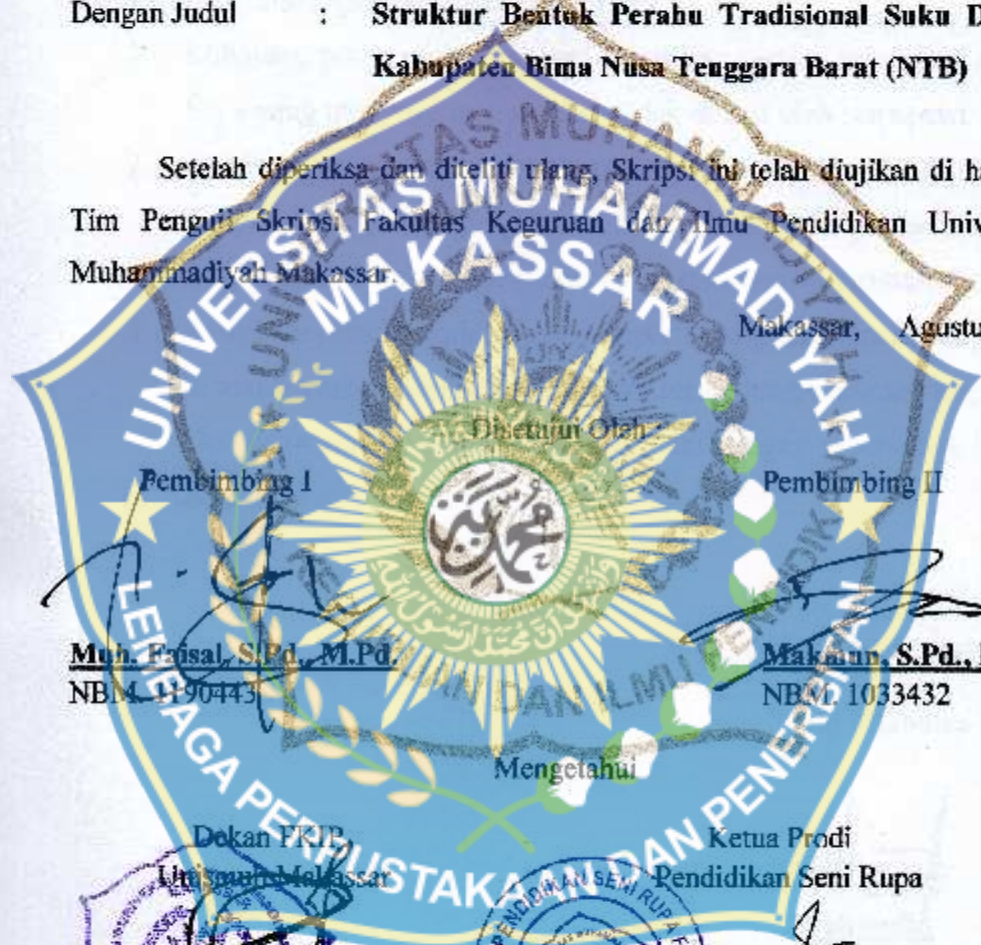 Dengan Judul : Struktur Bentuk Perahu Tradisional Suku
Kabupaten Bima Nusa Tenggara Barat (NTB)
Setelah diperiksa dan diteliti ulang, Skripsi ini telah diujikan di
Tim Penguji Skripsi Fakultas Keguruan dan Ilmu Pendidikan
Muhammadiyah Makassar.
Makassar, Agustu
Disetujui Oleh :
Pembimbing I Pembimbing II
Muh. Faisal, S.Pd., M.Pd. Makmun, S.Pd.,
NBM. 1190443 NBM. 1033432
Mengetahui
Dekan FKIP Ketua Prodi
Unismuh Makassar Pendidikan Seni Rupa
UNIVERSITAS MUHAMMADIYAH
MAKASSAR
LEMBAGA PERPUSTAKAAN DAN PENERBITAN
PENDIDIKAN SENI RUPA